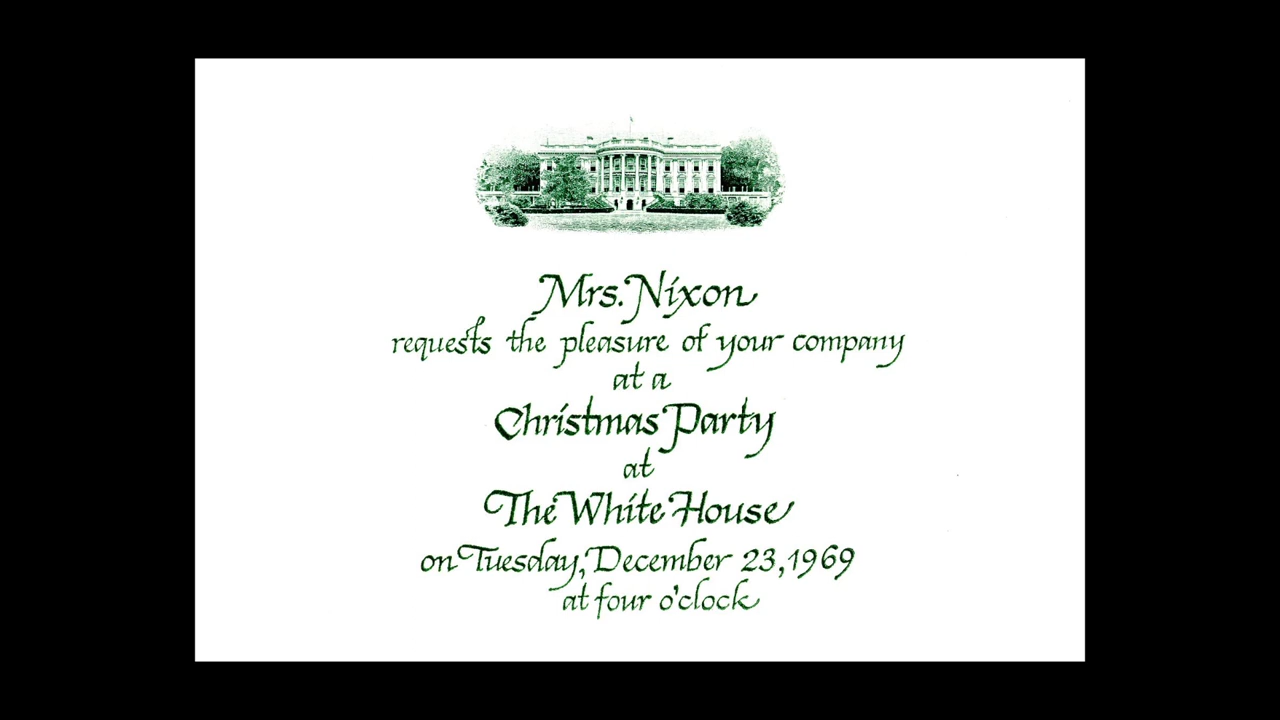 Mrs. Nixon
requests the pleasure of your company
at a
Christmas Party
at
The White House
on Tuesday, December 23, 1969
at four o'clock